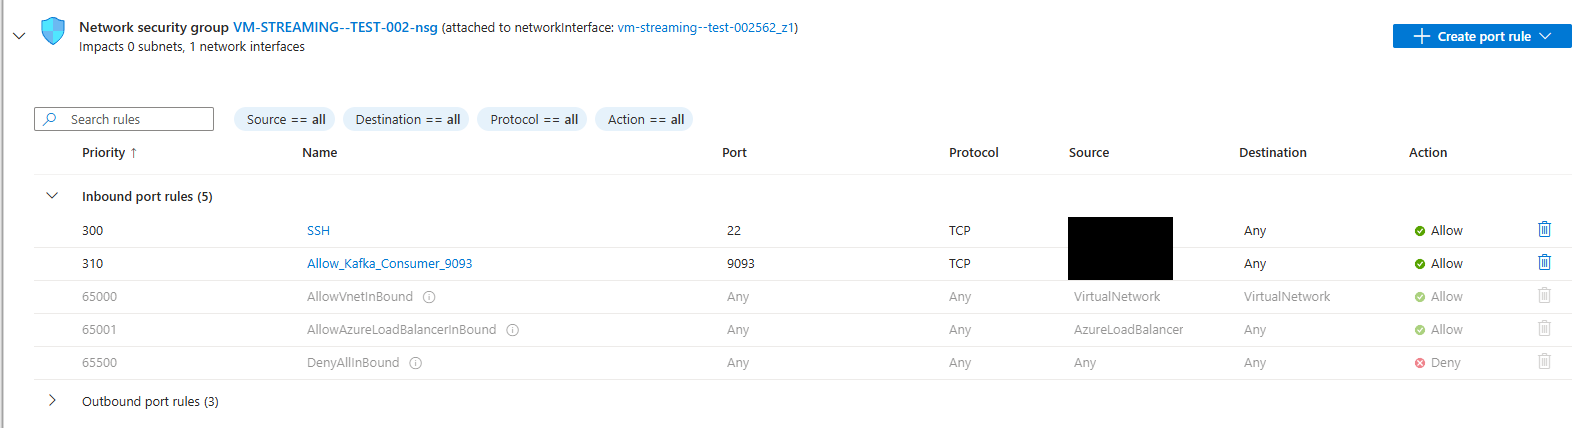 Network security group VM-STREAMING--TEST-002-nsg (attached to networkInterface: vm-streaming--test-002562_z1)
Impacts 0 subnets, 1 network interfaces
Create port rule
Search rules
Source == all
Destination == all
Protocol == all
Action == all
Priority ↑ Name Port Protocol Source Destination Action
Inbound port rules (5)
300 SSH 22 TCP Any Allow
310 Allow_Kafka_Consumer_9093 9093 TCP Any Allow
65000 AllowVnetInBound Any Any VirtualNetwork VirtualNetwork Allow
65001 AllowAzureLoadBalancerInBound Any Any AzureLoadBalancer Any Allow
65500 DenyAllInBound Any Any Any Any Deny
Outbound port rules (3)